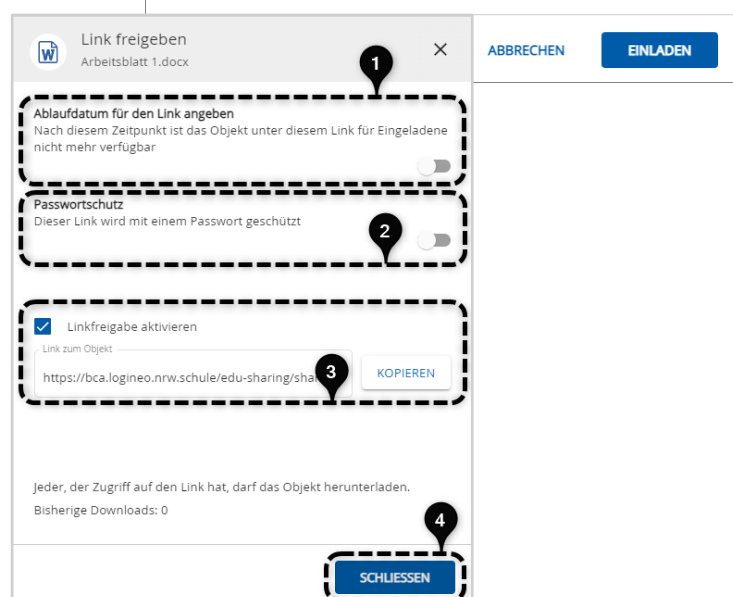 Link freigeben
Arbeitsblatt 1.docx
ABBRECHEN
EINLADEN
1
Ablaufdatum für den Link angeben
Nach diesem Zeitpunkt ist das Objekt unter diesem Link für Eingeladene
nicht mehr verfügbar
Passwortschutz
Dieser Link wird mit einem Passwort geschützt
2
Linkfreigabe aktivieren
Link zum Objekt
https://bca.logineo.nrw.schule/edu-sharing/sha
3
KOPIEREN
Jeder, der Zugriff auf den Link hat, darf das Objekt herunterladen.
Bisherige Downloads: 0
4
SCHLIESSEN